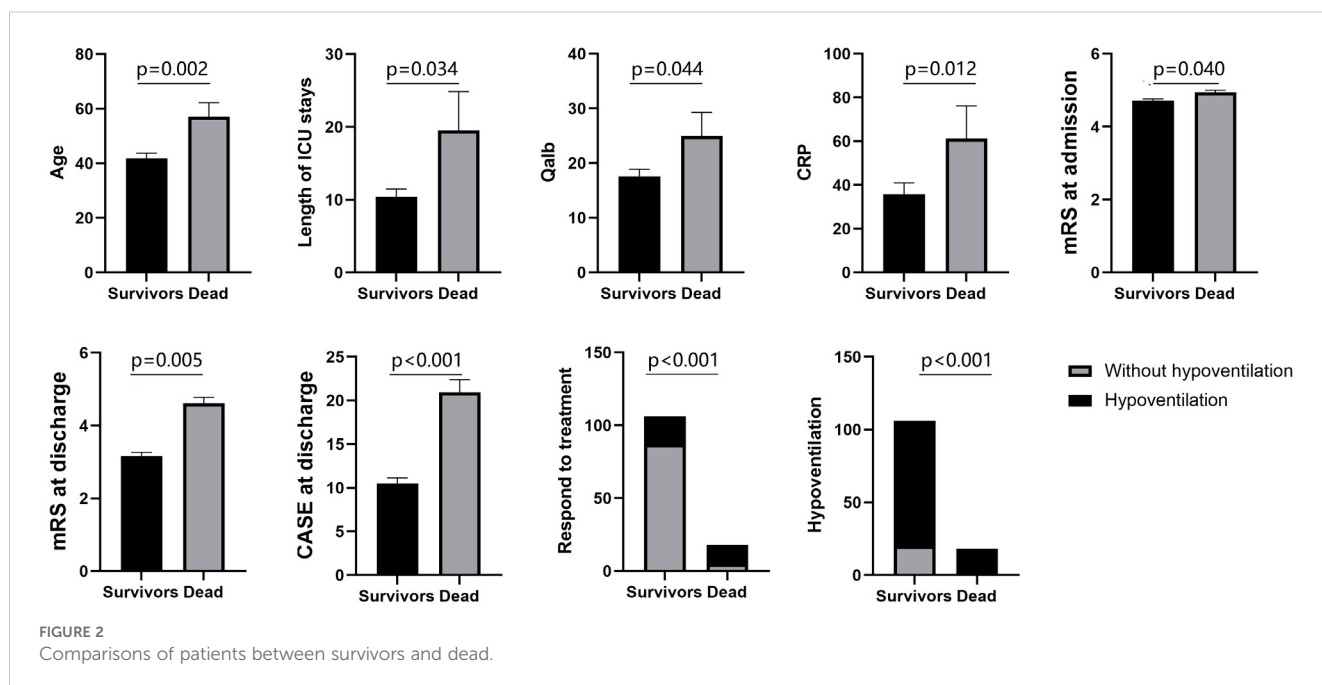 80
60
40
20
0
Age
p=0.002
Survivors Dead
30
20
10
0
Length of ICU stays
p=0.034
Survivors Dead
40
30
20
10
0
Qalb
p=0.044
Survivors Dead
100
80
60
40
20
0
CRP
p=0.012
Survivors Dead
6
4
2
0
mRS at admission
p=0.040
Survivors Dead
6
4
2
0
mRS at discharge
p=0.005
Survivors Dead
25
20
15
10
5
0
CASE at discharge
p<0.001
Survivors Dead
150
100
50
0
Respond to treatment
p<0.001
Survivors Dead
150
100
50
0
Hypoventilation
p<0.001
Survivors Dead
Without hypoventilation
Hypoventilation
FIGURE 2
Comparisons of patients between survivors and dead.